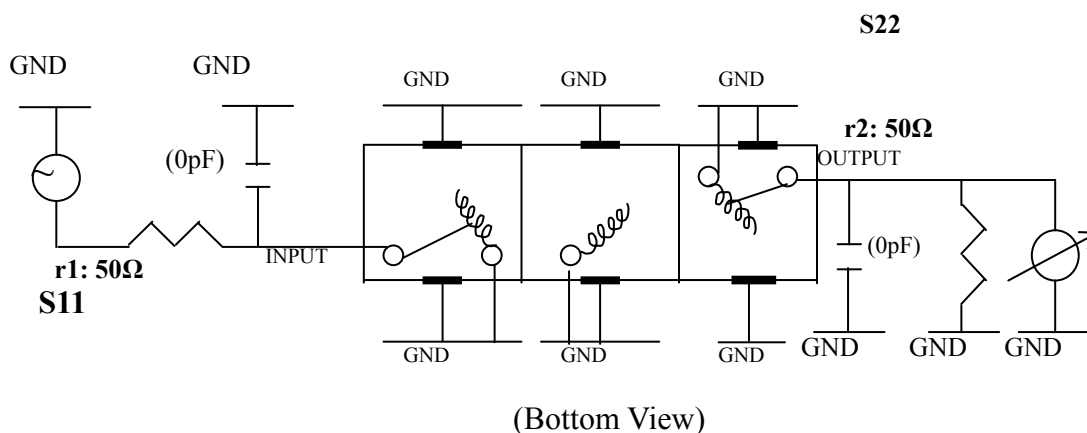 S22
GND
GND
GND
GND
GND
r2: 50Ω
(0pF)
OUTPUT
INPUT
(0pF)
r1: 50Ω
S11
GND
GND
GND
GND
GND
GND
(Bottom View)